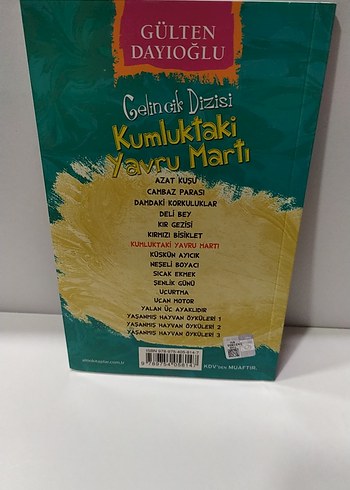 GÜLTEN
DAYIOĞLU
Gelincik Dizisi
Kumluktaki
Yavru Martı
AZAT KUŞU
CAMBAZ PARASI
DAMDAKİ KORKULUKLAR
DELİ BEY
KIR GEZİSİ
KIRMIZI BİSİKLET
KUMLUKTAKİ YAVRU MARTI
KÜSKÜN AYICIK
NEŞELİ BOYACI
SICAK EKMEK
ŞENLİK GÜNÜ
UÇURTMA
UÇAN MOTOR
YALAN ÜÇ AYAKLIDIR
YAŞANMIŞ HAYVAN ÖYKÜLERİ 1
YAŞANMIŞ HAYVAN ÖYKÜLERİ 2
YAŞANMIŞ HAYVAN ÖYKÜLERİ 3
KDV'DEN MUAFTIR.